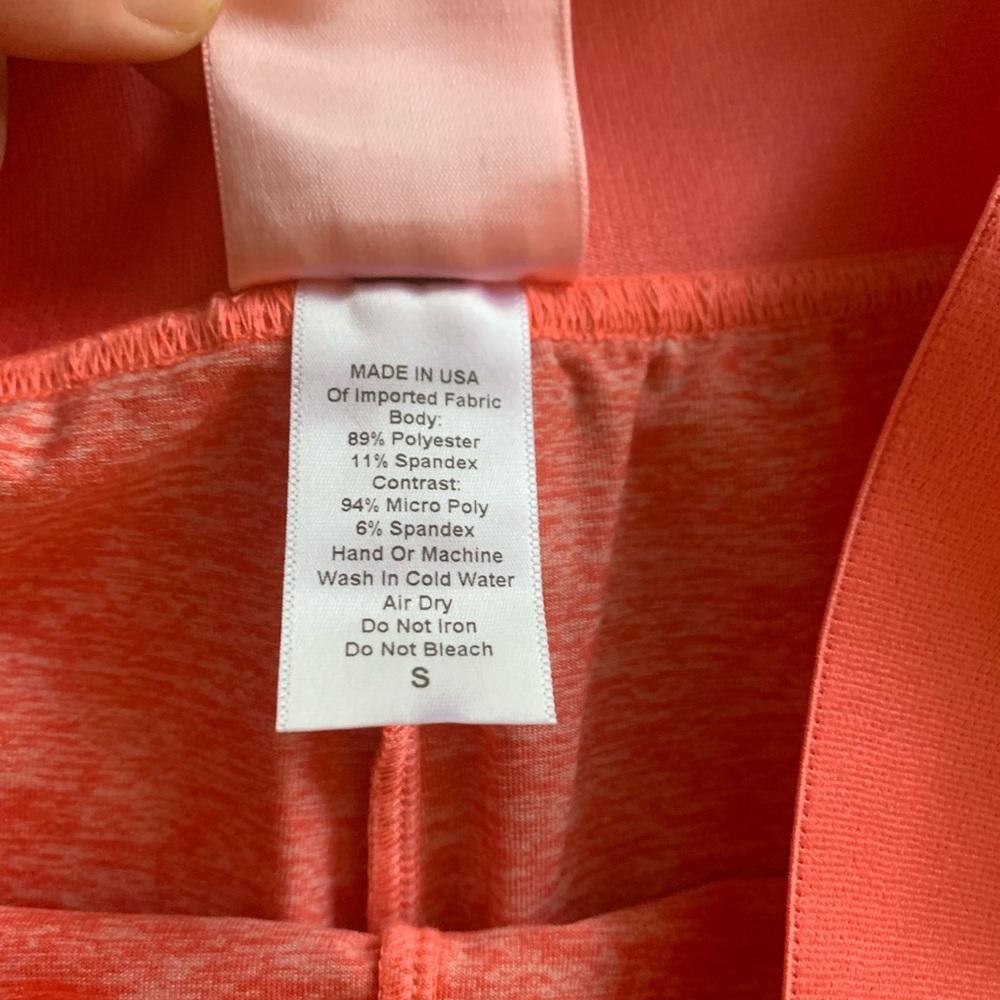 MADE IN USA
Of Imported Fabric
Body:
89% Polyester
11% Spandex
Contrast:
94% Micro Poly
6% Spandex
Hand Or Machine
Wash In Cold Water
Air Dry
Do Not Iron
Do Not Bleach
S